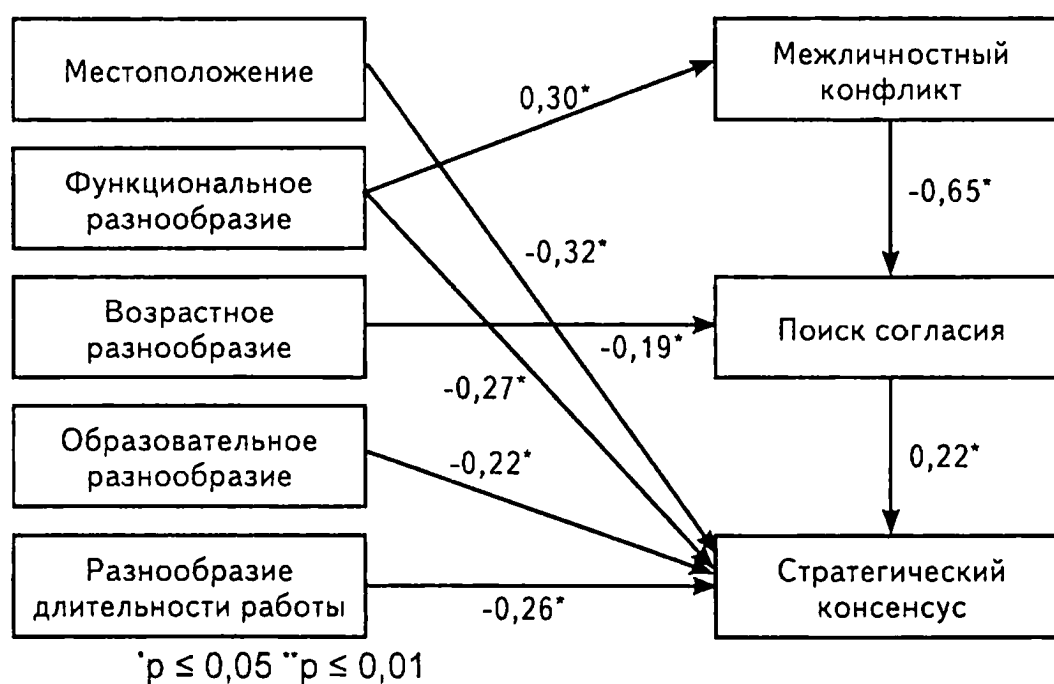 Местоположение
Функциональное
разнообразие
Возрастное
разнообразие
Образовательное
разнообразие
Разнообразие
длительности работы
Межличностный
конфликт
Поиск согласия
Стратегический
консенсус
0,30*
-0,65*
-0,32*
-0,19*
-0,27*
-0,22*
0,22*
-0,26*
*p ≤ 0,05 **p ≤ 0,01